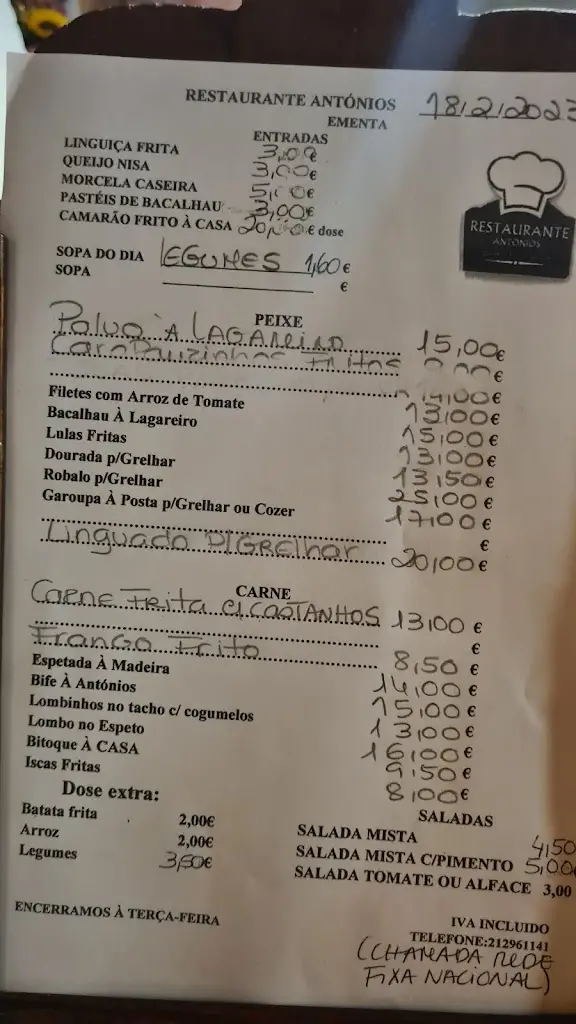 RESTAURANTE ANTÓNIOS 18/2/2023
EMENTA
ENTRADAS
LINGUIÇA FRITA 3,00€
QUEIJO NISA 3,00€
MORCELA CASEIRA 5,00€
PASTÉIS DE BACALHAU 3,00€
CAMARÃO FRITO À CASA 20,00€ dose
RESTAURANTE
ANTÓNIOS
SOPA DO DIA LEGUMES 1,60€
SOPA €
PEIXE
Polvo À LAGAREIRO 15,00€
Fritos €
14,00€
Filetes com Arroz de Tomate 13,00€
Bacalhau À Lagareiro 15,00€
Lulas Fritas 13,00€
Dourada p/Grelhar 13,50€
Robalo p/Grelhar 25,00€
Garoupa À Posta p/Grelhar ou Cozer 17,00€
€
Linguado P/GRelhar 20,00€
CARNE
Carne Frita C/CASTANHAS 13,00€
€
Frango Frito 8,50€
Espetada À Madeira 14,00€
Bife À Antónios 15,00€
Lombinhos no tacho c/ cogumelos 13,00€
Lombo no Espeto 16,00€
Bitoque À CASA 9,50€
Iscas Fritas 8,00€
Dose extra:
Batata frita 2,00€
Arroz 2,00€
Legumes 3,50€
SALADAS
SALADA MISTA 4,50
SALADA MISTA C/PIMENTO 5,00
SALADA TOMATE OU ALFACE 3,00
ENCERRAMOS À TERÇA-FEIRA
IVA INCLUIDO
TELEFONE:212961141
(CHAMADA REDE
FIXA NACIONAL)